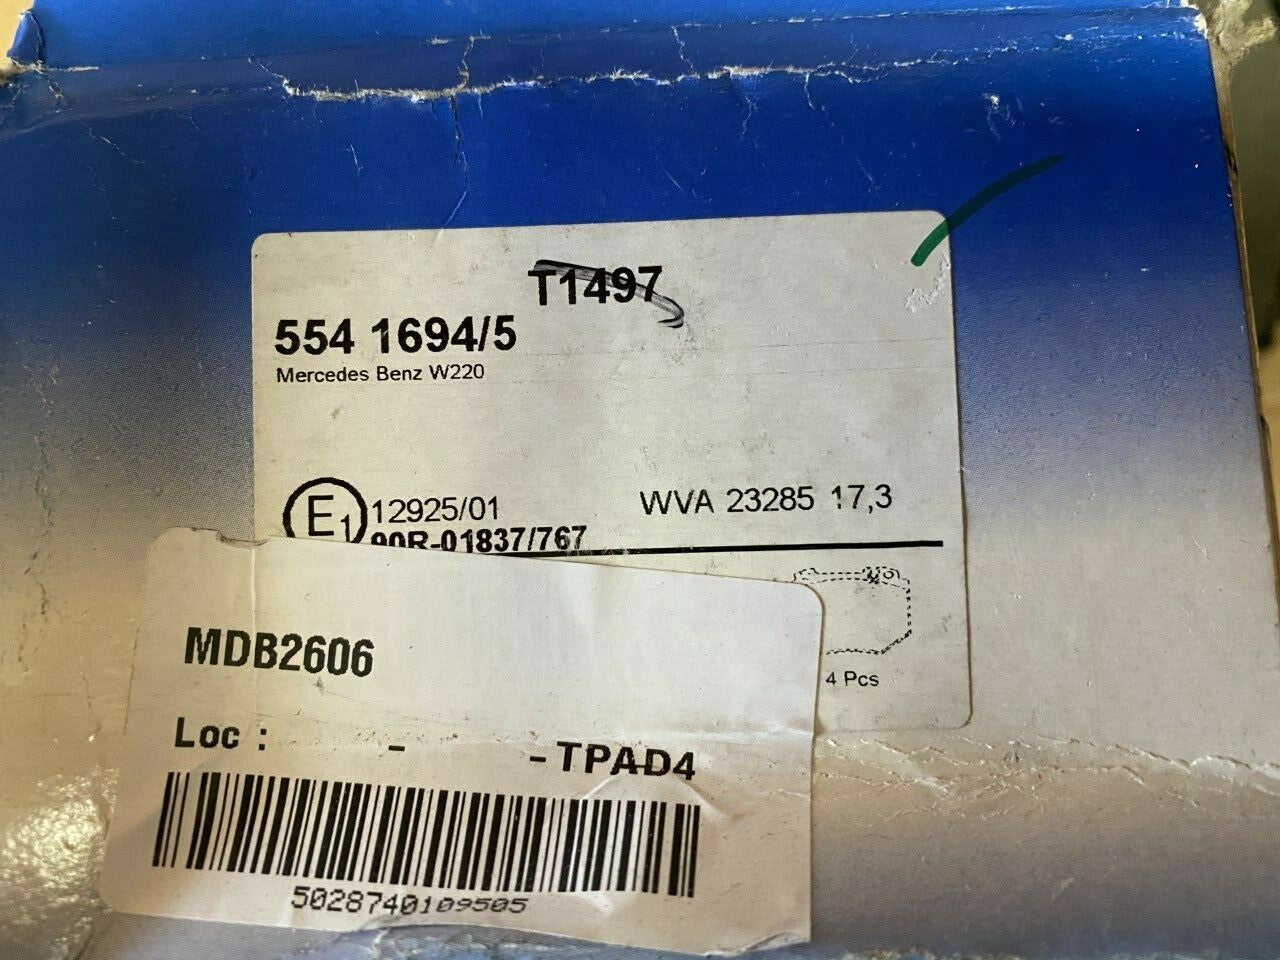 T1497
554 1694/5
Mercedes Benz W220
E1 12925/01
WVA 23285 17,3
90R-01837/767
4 Pcs
MDB2606
Loc : - -TPAD4
5028740109505